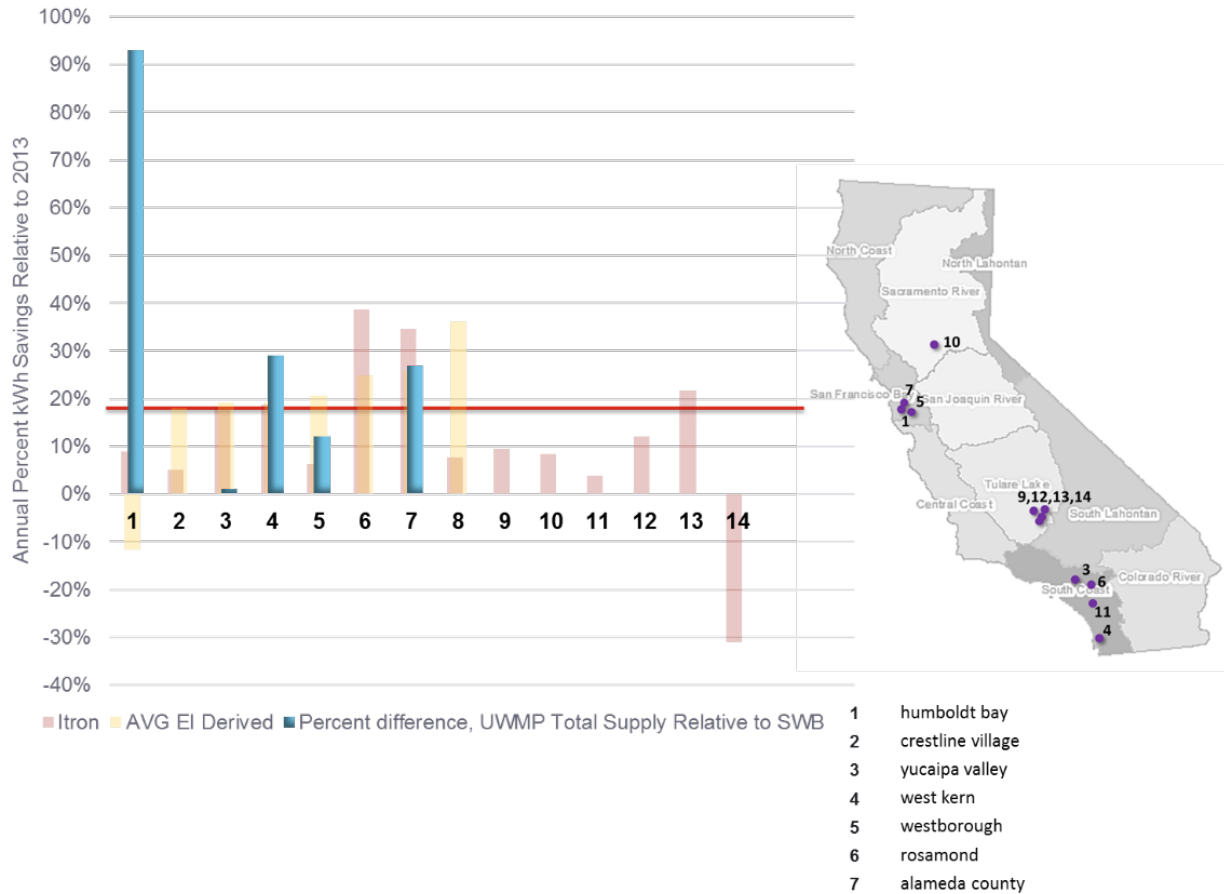 100%
90%
80%
70%
60%
50%
40%
30%
20%
10%
0%
-10%
-20%
-30%
-40%
Annual Percent kWh Savings Relative to 2013
1 2 3 4 5 6 7 8 9 10 11 12 13 14
Itron AVG EI Derived Percent difference, UWMP Total Supply Relative to SWB
North Coast
North Lahontan
Sacramento River
10
7
San Francisco Bay
5
San Joaquin River
1
Tulare Lake
9,12,13,14
Central Coast
South Lahontan
3
Colorado River
6
South Coast
11
4
1 humboldt bay
2 crestline village
3 yucaipa valley
4 west kern
5 westborough
6 rosamond
7 alameda county